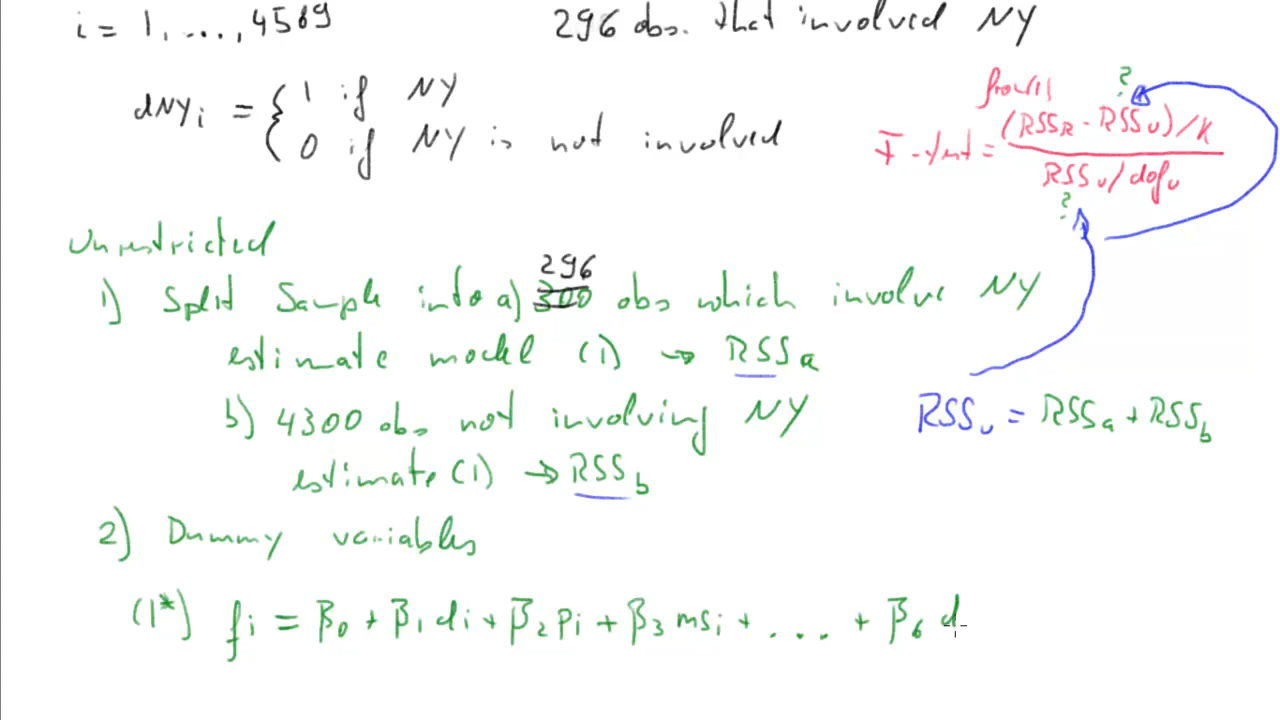 i = 1, ..., 4589
296 obs. that involved NY
dNYi = { 1 if NY
0 if NY is not involved
from (1)
?
F-test = (RSSR - RSSU)/K
RSSU/dofU
?
Unrestricted
296
1) Split Sample into a) 300 obs which involve NY
estimate model (1) → RSSa
b) 4300 obs not involving NY
RSSU = RSSa + RSSb
estimate (1) → RSSb
2) Dummy variables
(1*) fi = β0 + β1 di + β2 pi + β3 msi + .... + β6 d